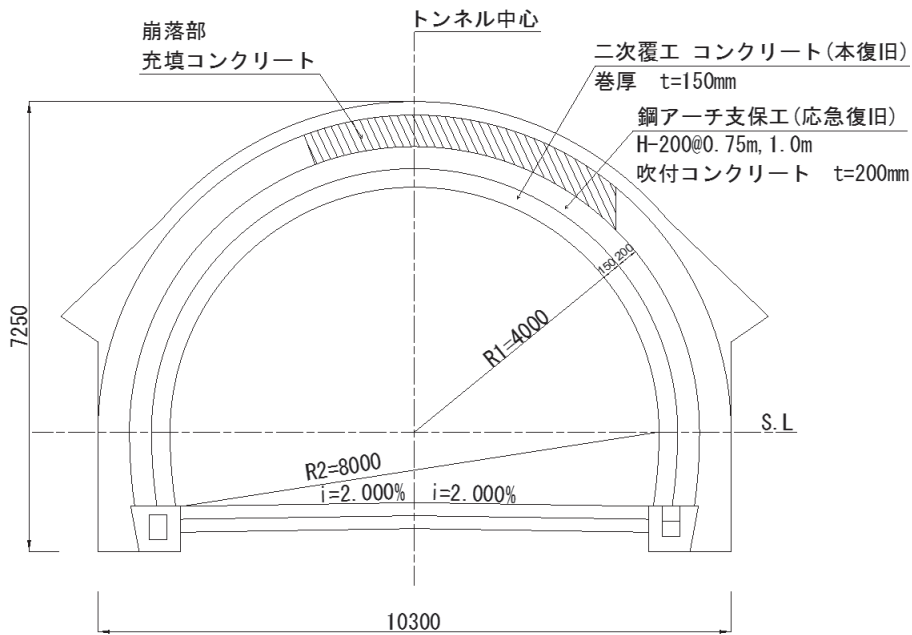 トンネル中心
崩落部
充填コンクリート
二次覆工 コンクリート(本復旧)
巻厚 t=150mm
鋼アーチ支保工(応急復旧)
H-200@0.75m,1.0m
吹付コンクリート t=200mm
150 200
7250
R1=4000
S.L
R2=8000
i=2.000% i=2.000%
10300